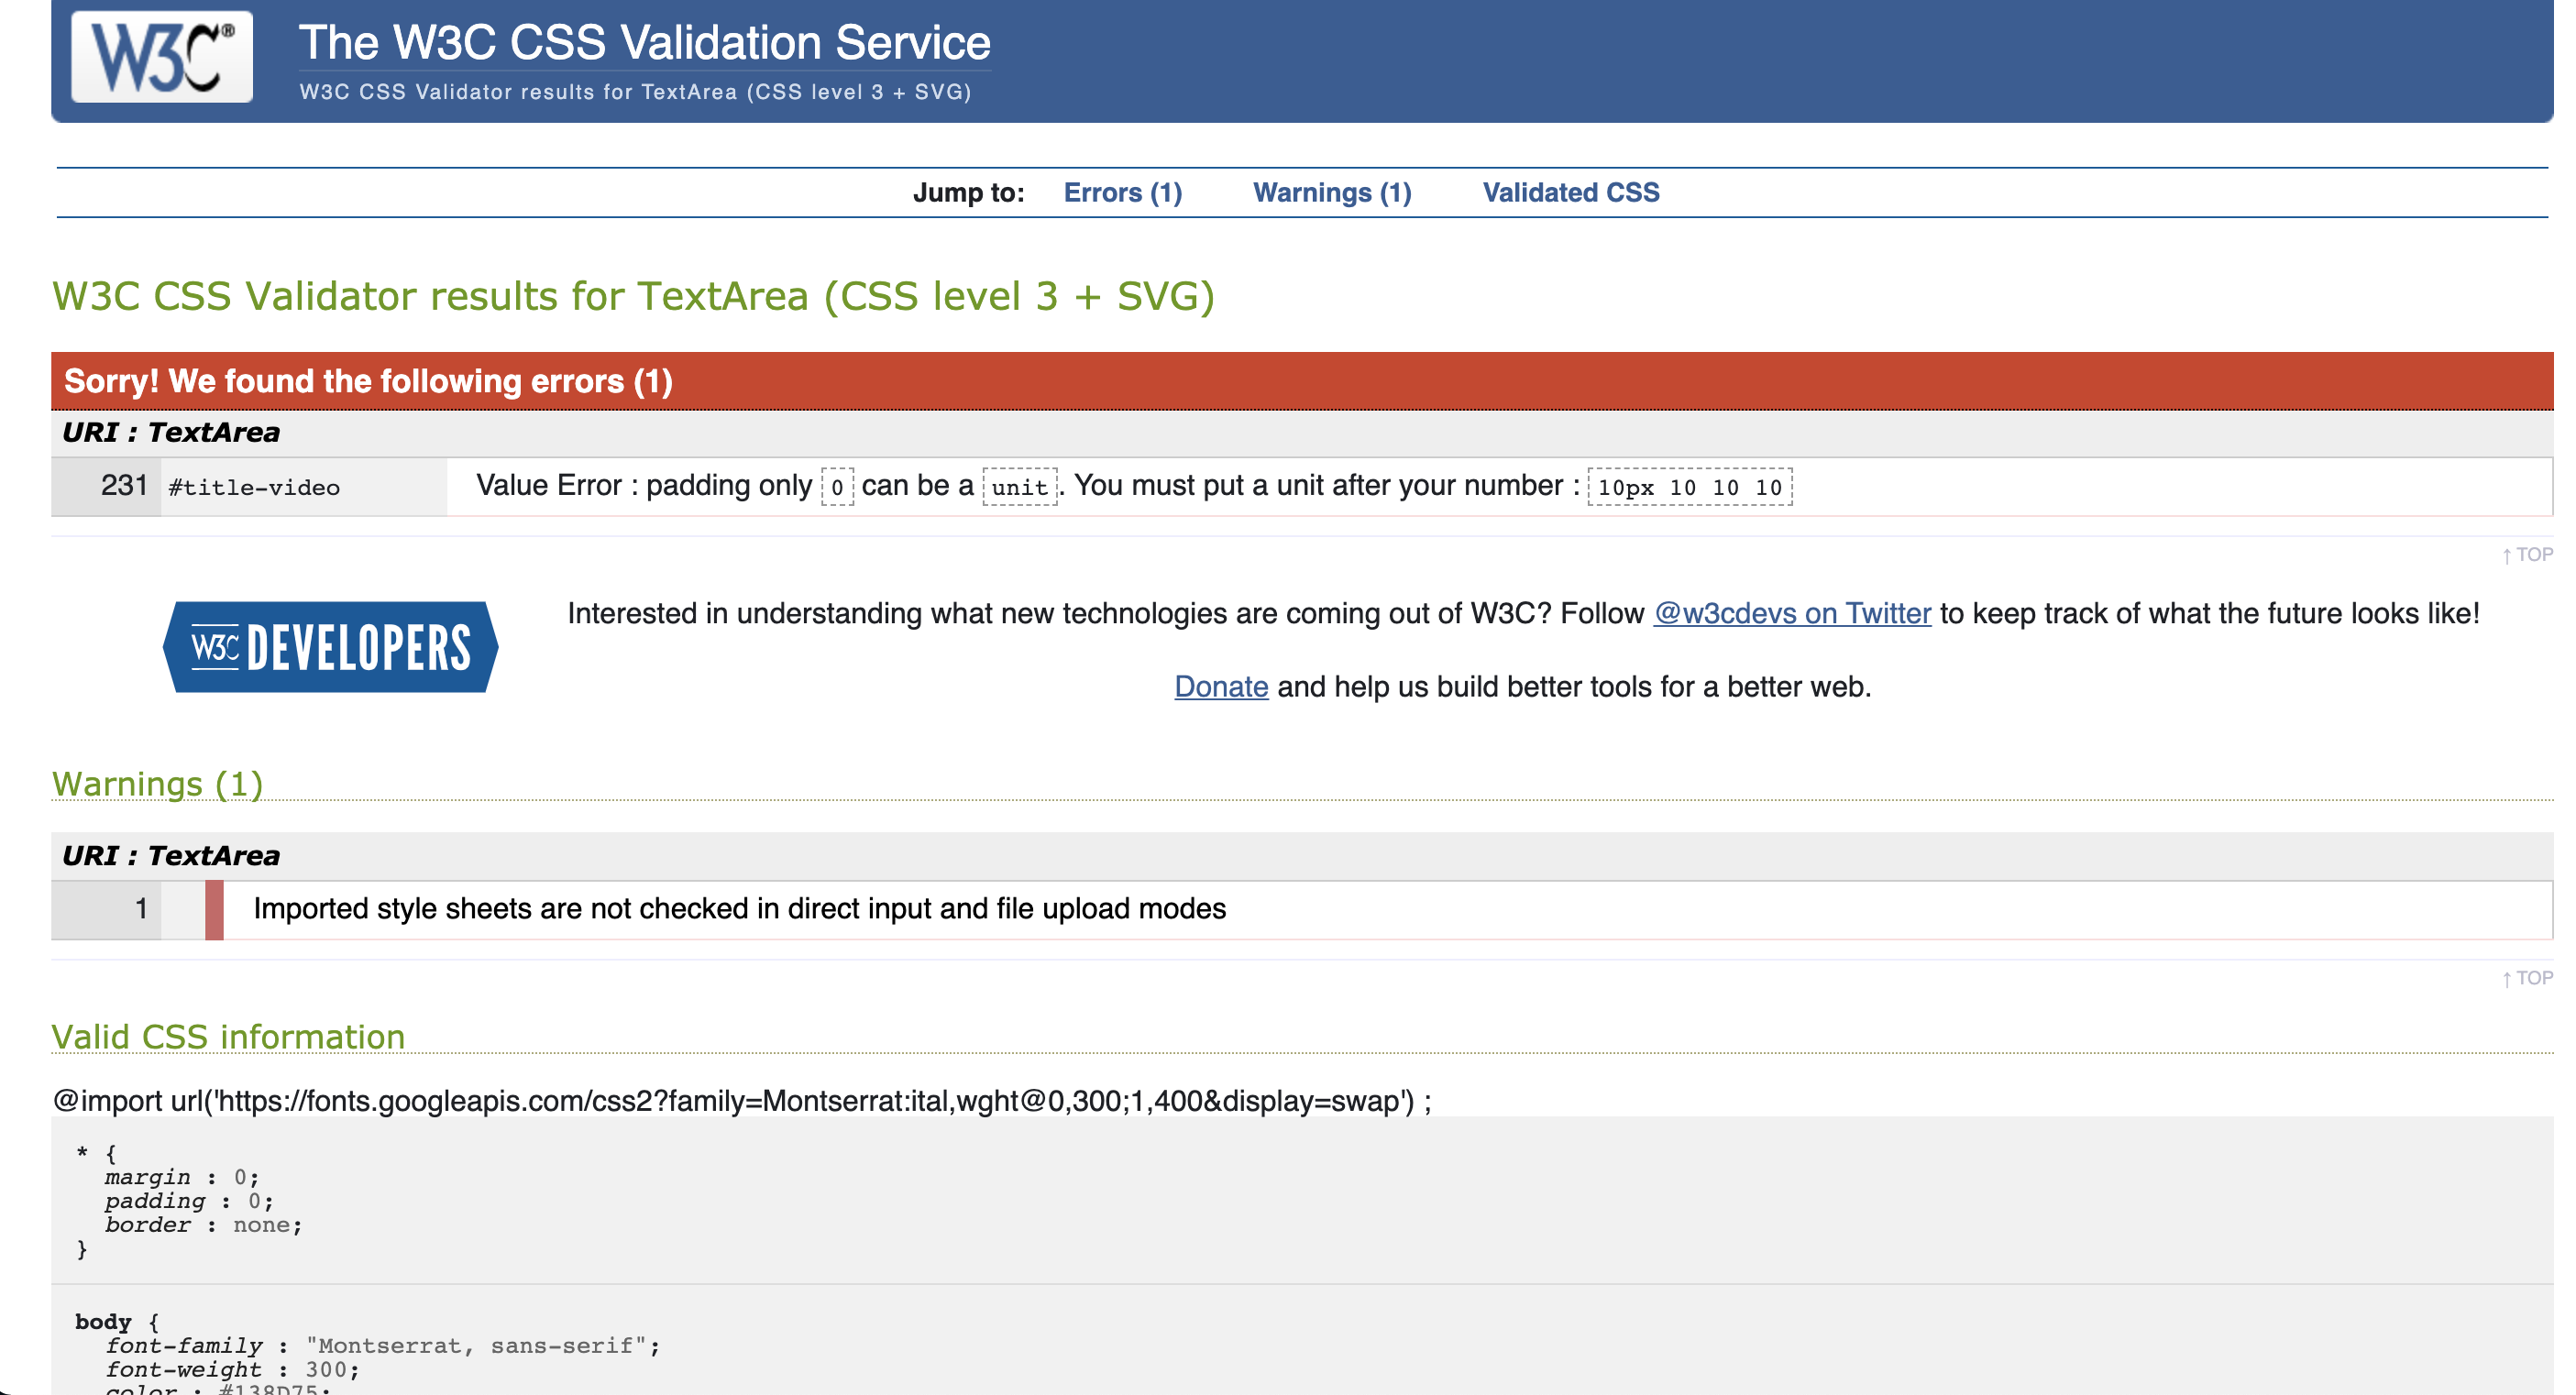 W3C®
The W3C CSS Validation Service
W3C CSS Validator results for TextArea (CSS level 3 + SVG)
Jump to: Errors (1) Warnings (1) Validated CSS
W3C CSS Validator results for TextArea (CSS level 3 + SVG)
Sorry! We found the following errors (1)
URI : TextArea
231 #title-video Value Error : padding only 0 can be a unit. You must put a unit after your number : 10px 10 10 10
↑ TOP
W3C DEVELOPERS
Interested in understanding what new technologies are coming out of W3C? Follow @w3cdevs on Twitter to keep track of what the future looks like!
Donate and help us build better tools for a better web.
Warnings (1)
URI : TextArea
1 Imported style sheets are not checked in direct input and file upload modes
↑ TOP
Valid CSS information
@import url('https://fonts.googleapis.com/css2?family=Montserrat:ital,wght@0,300;1,400&display=swap') ;
* {
margin : 0;
padding : 0;
border : none;
}
body {
font-family : "Montserrat, sans-serif";
font-weight : 300;
color : #138D75;